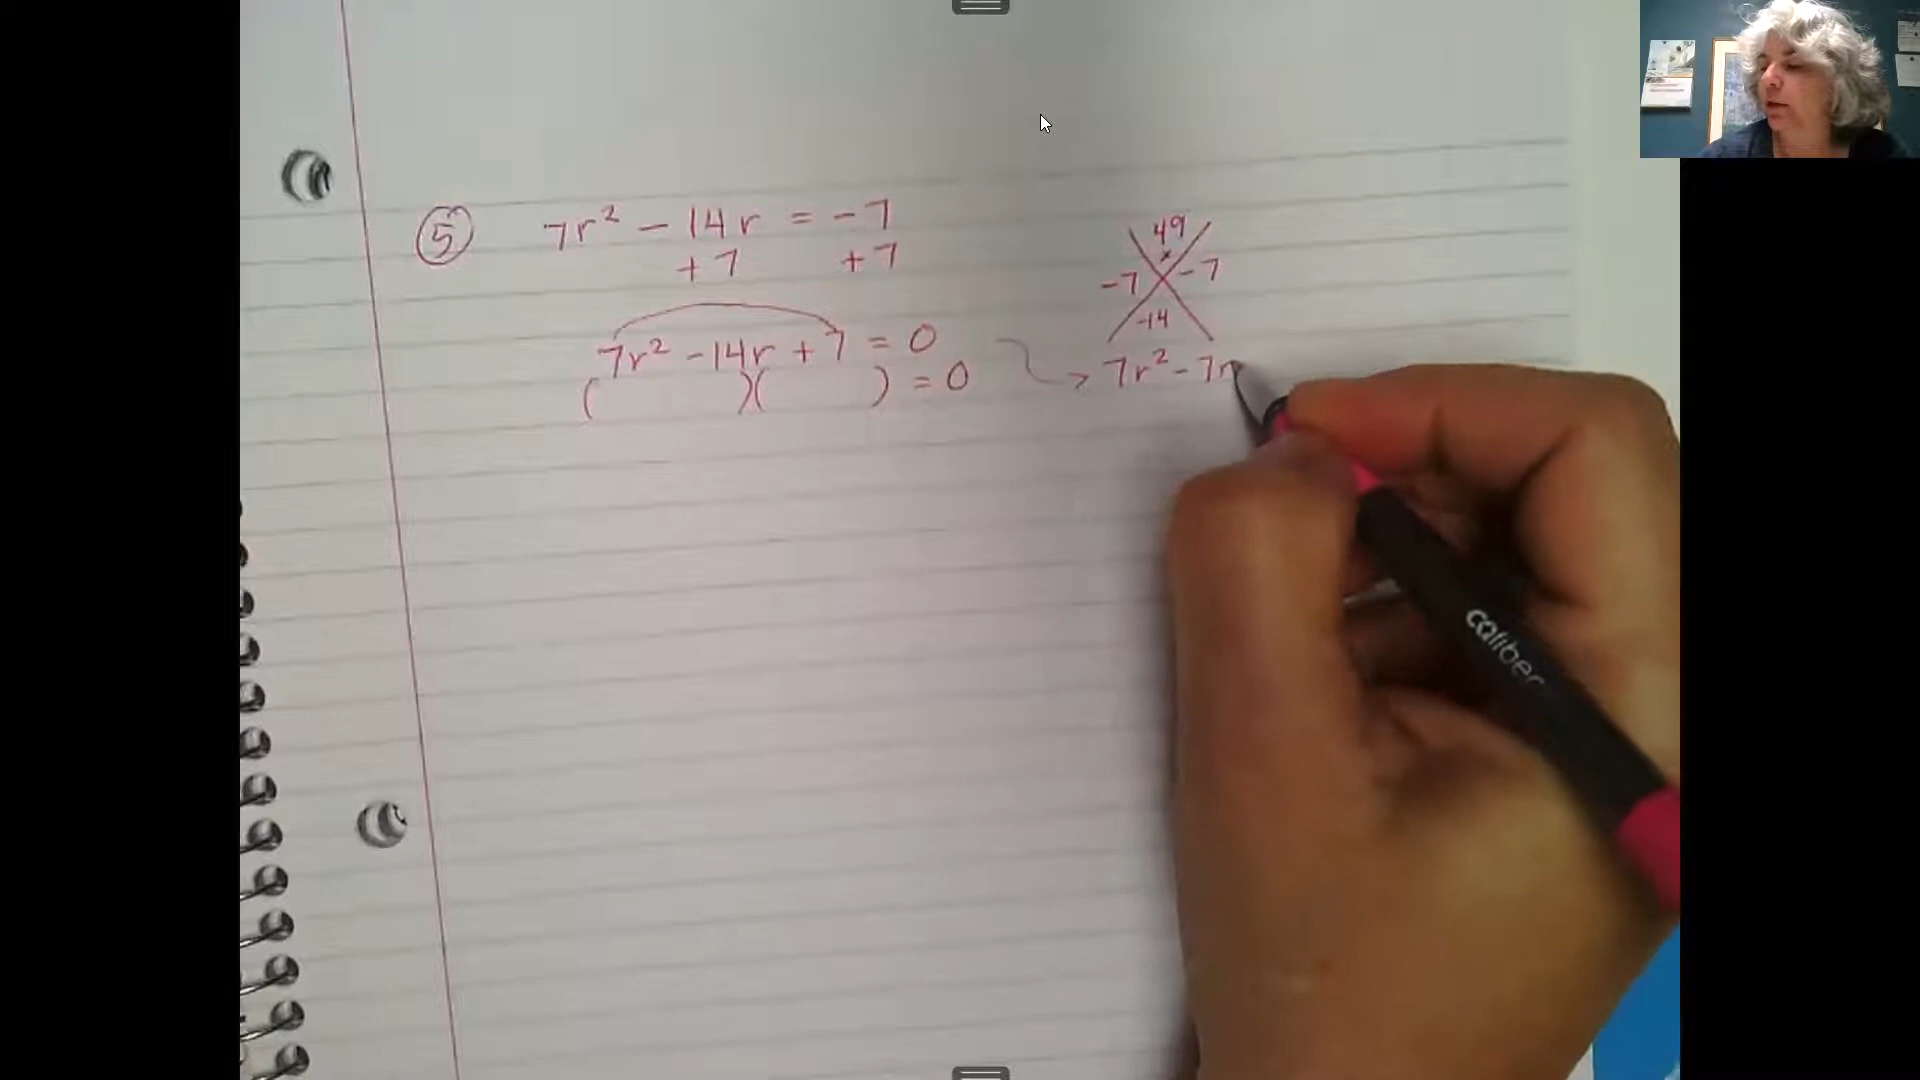 ⑤ 7r² - 14r = -7
+7 +7
7r² - 14r + 7 = 0
( )( ) = 0
49
×
-7 -7
-14
7r² - 7r
caliber